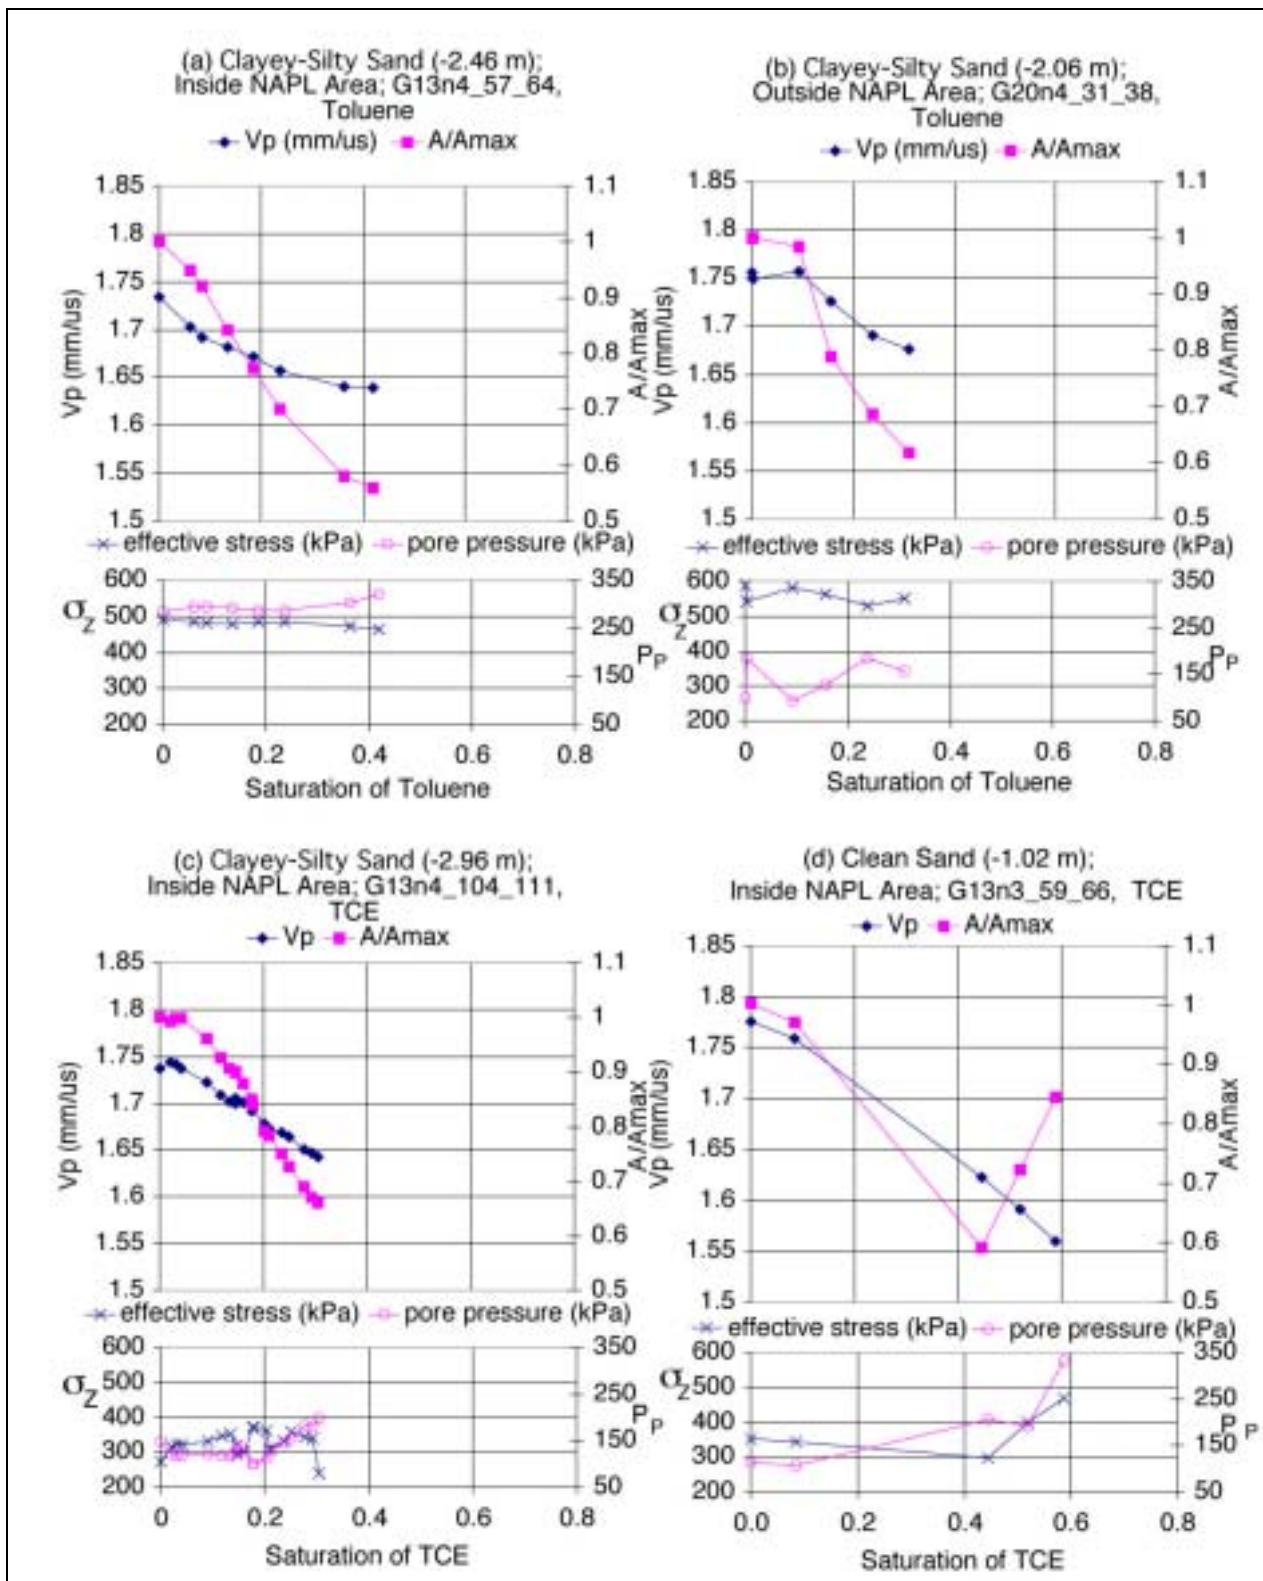 (a) Clayey-Silty Sand (-2.46 m);
Inside NAPL Area; G13n4_57_64,
Toluene
Vp (mm/us) A/Amax
1.85
1.8
1.75
1.7
1.65
1.6
1.55
1.5
Vp (mm/us)
1.1
1
0.9
0.8
0.7
0.6
0.5
A/Amax
effective stress (kPa) pore pressure (kPa)
600
500
400
300
200
σz
350
250
150
50
PP
0 0.2 0.4 0.6 0.8
Saturation of Toluene
(b) Clayey-Silty Sand (-2.06 m);
Outside NAPL Area; G20n4_31_38,
Toluene
Vp (mm/us) A/Amax
1.85
1.8
1.75
1.7
1.65
1.6
1.55
1.5
Vp (mm/us)
1.1
1
0.9
0.8
0.7
0.6
0.5
A/Amax
effective stress (kPa) pore pressure (kPa)
600
500
400
300
200
σz
350
250
150
50
PP
0 0.2 0.4 0.6 0.8
Saturation of Toluene
(c) Clayey-Silty Sand (-2.96 m);
Inside NAPL Area; G13n4_104_111,
TCE
Vp A/Amax
1.85
1.8
1.75
1.7
1.65
1.6
1.55
1.5
Vp (mm/us)
1.1
1
0.9
0.8
0.7
0.6
0.5
A/Amax
effective stress (kPa) pore pressure (kPa)
600
500
400
300
200
σz
350
250
150
50
PP
0 0.2 0.4 0.6 0.8
Saturation of TCE
(d) Clean Sand (-1.02 m);
Inside NAPL Area; G13n3_59_66, TCE
Vp A/Amax
1.85
1.8
1.75
1.7
1.65
1.6
1.55
1.5
Vp (mm/us)
1.1
1
0.9
0.8
0.7
0.6
0.5
A/Amax
effective stress (kPa) pore pressure (kPa)
600
500
400
300
200
σz
350
250
150
50
P P
0.0 0.2 0.4 0.6 0.8
Saturation of TCE